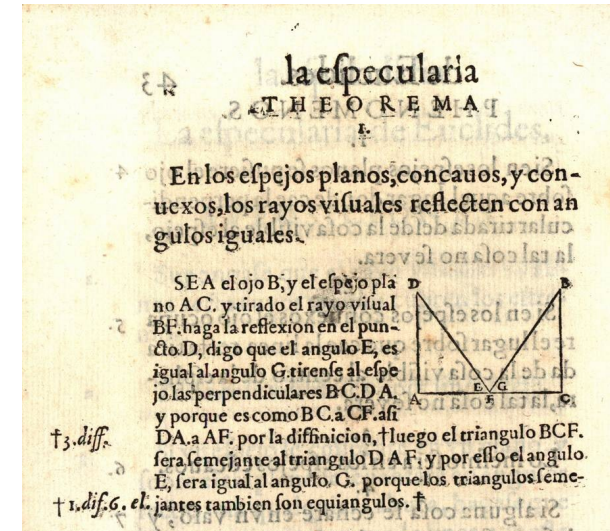 la eſpecularia
THEOREMA
I.
En los eſpejos planos, concauos, y con-
uexos, los rayos viſuales reflecten con an
gulos iguales.
SEA el ojo B, y el eſpejo pla
no A C. y tirado el rayo viſual
BF. haga la reflexion en el pun-
cto D, digo que el angulo E, es
igual al angulo G. tirenſe al eſpe
jo las perpendiculares B C. D A.
y porque es como B C. a CF. aſi
DA. a AF. por la diffinicion, † luego el triangulo BCF.
ſera ſemejante al triangulo D A F. y por eſſo el angulo
E, ſera igual al angulo G. porque los triangulos ſeme-
jantes tambien ſon equiangulos. †
† 3. diff.
† 1. dif. 6. el.
D B
E G
A F C